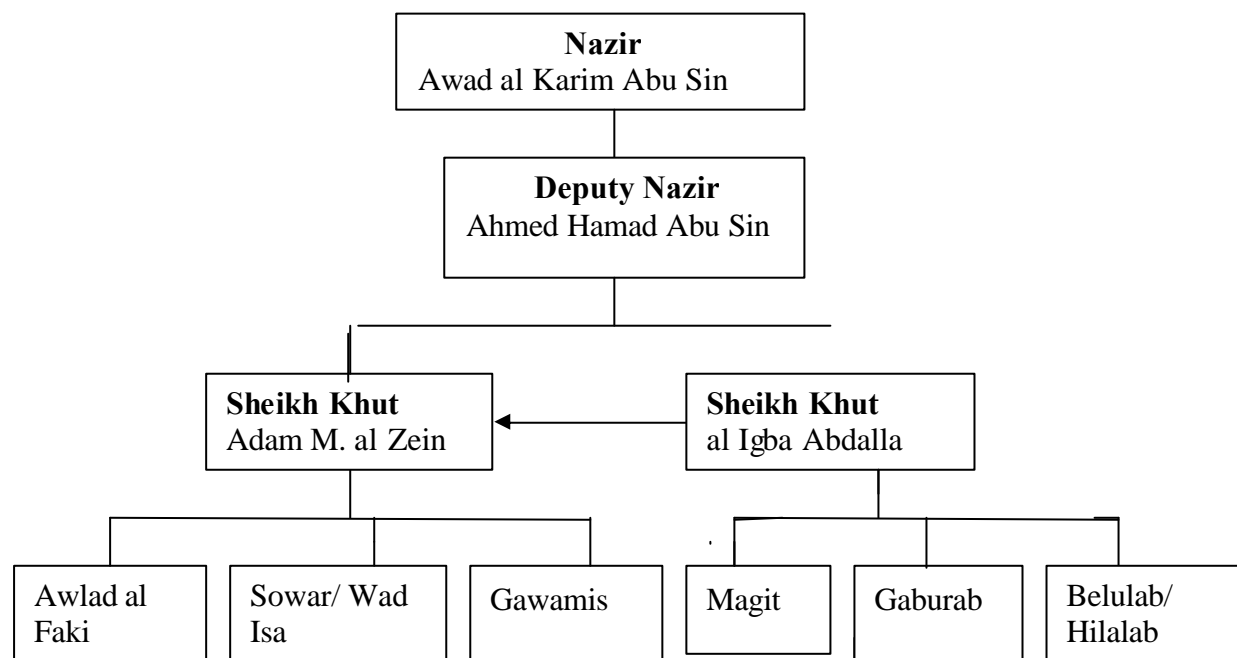 Nazir
Awad al Karim Abu Sin
Deputy Nazir
Ahmed Hamad Abu Sin
Sheikh Khut
Adam M. al Zein
Sheikh Khut
al Igba Abdalla
Awlad al
Faki
Sowar/ Wad
Isa
Gawamis
Magit
Gaburab
Belulab/
Hilalab